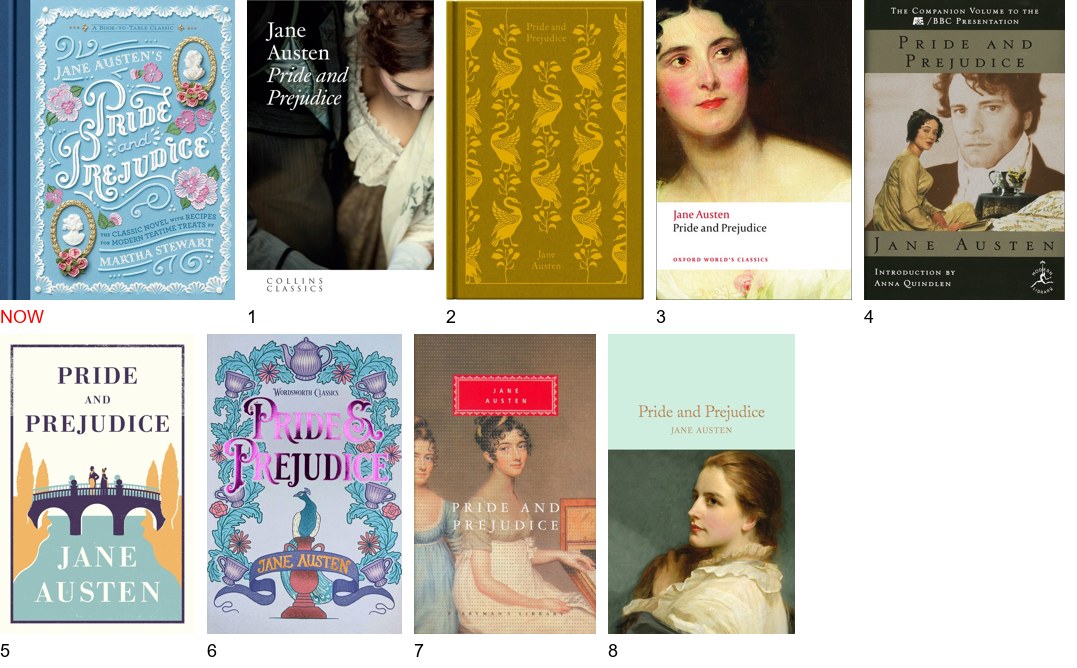 A BOOK-TO-TABLE CLASSIC
JANE AUSTEN'S
PRIDE
and
PREJUDICE
THE CLASSIC NOVEL WITH RECIPES
FOR MODERN TEATIME TREATS BY
MARTHA STEWART
NOW
Jane
Austen
Pride and
Prejudice
COLLINS
CLASSICS
1
Pride and
Prejudice
Jane
Austen
2
Jane Austen
Pride and Prejudice
OXFORD WORLD'S CLASSICS
3
The Companion Volume to the
/BBC Presentation
PRIDE AND
PREJUDICE
JANE AUSTEN
Introduction by
Anna Quindlen
MODERN
LIBRARY
4
PRIDE
AND
PREJUDICE
JANE
AUSTEN
5
Wordsworth Classics
PRIDE &
PREJUDICE
JANE AUSTEN
6
JANE
AUSTEN
PRIDE AND
PREJUDICE
EVERYMAN'S LIBRARY
7
Pride and Prejudice
JANE AUSTEN
8